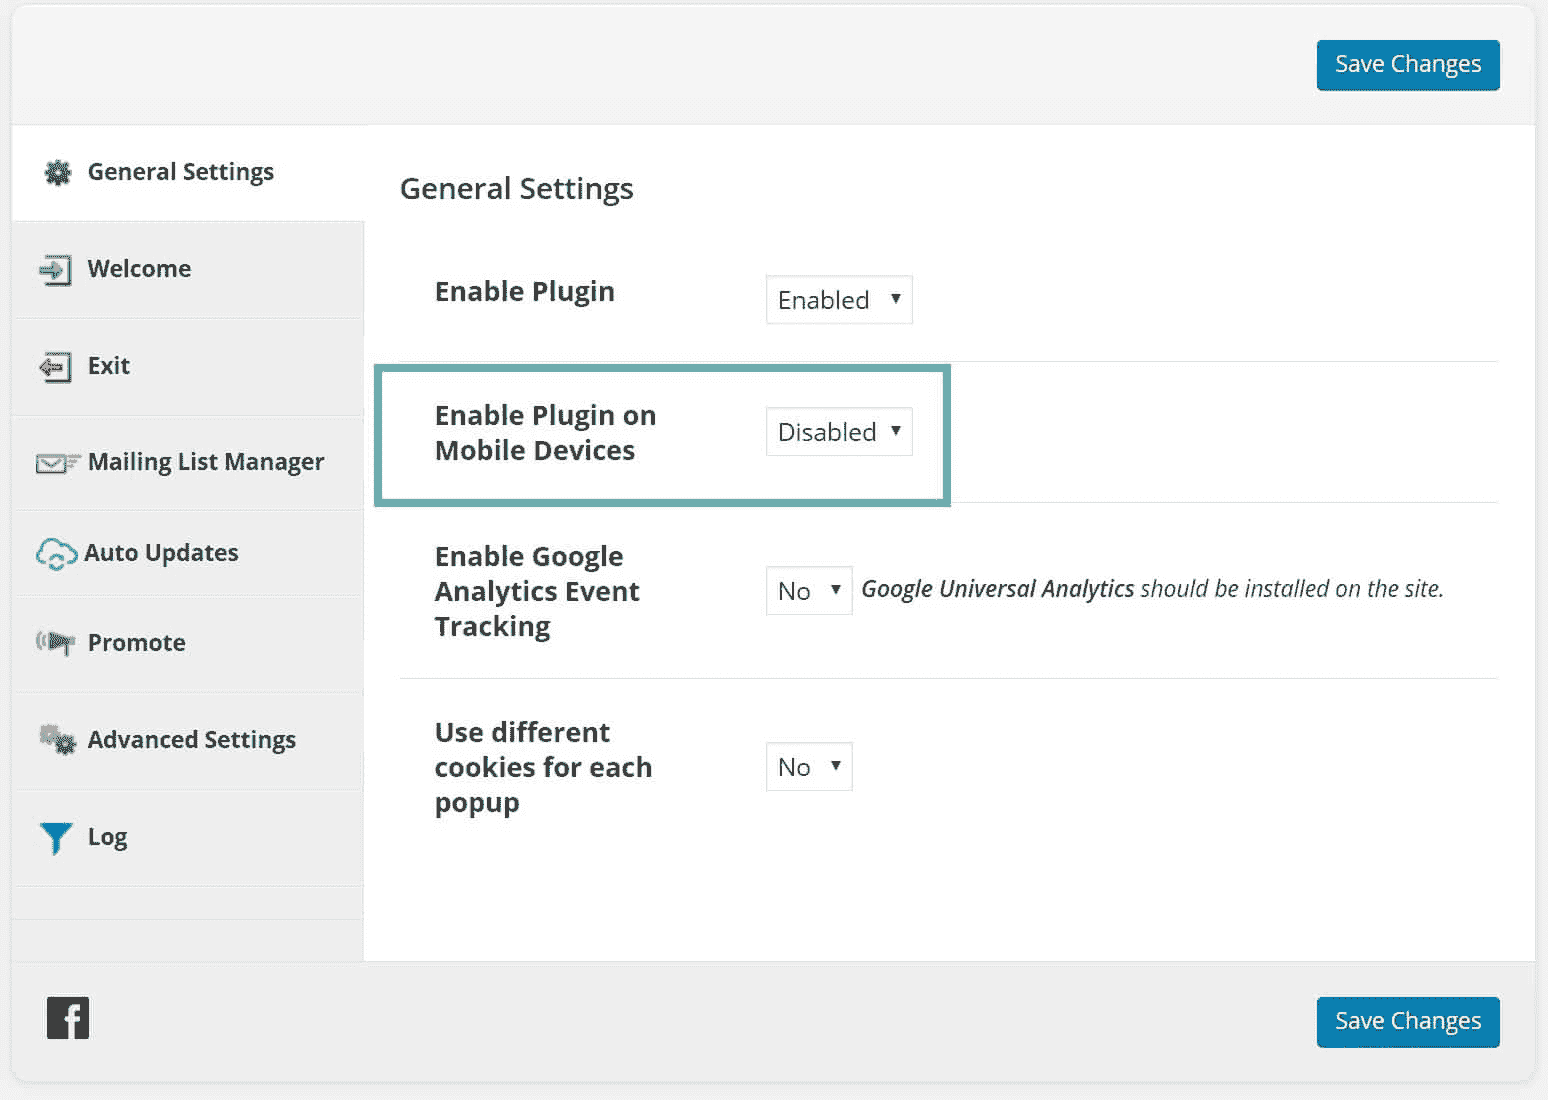 Save Changes
General Settings
Welcome
Exit
Mailing List Manager
Auto Updates
Promote
Advanced Settings
Log
General Settings
Enable Plugin
Enabled
Enable Plugin on
Mobile Devices
Disabled
Enable Google
Analytics Event
Tracking
No
Google Universal Analytics should be installed on the site.
Use different
cookies for each
popup
No
Save Changes